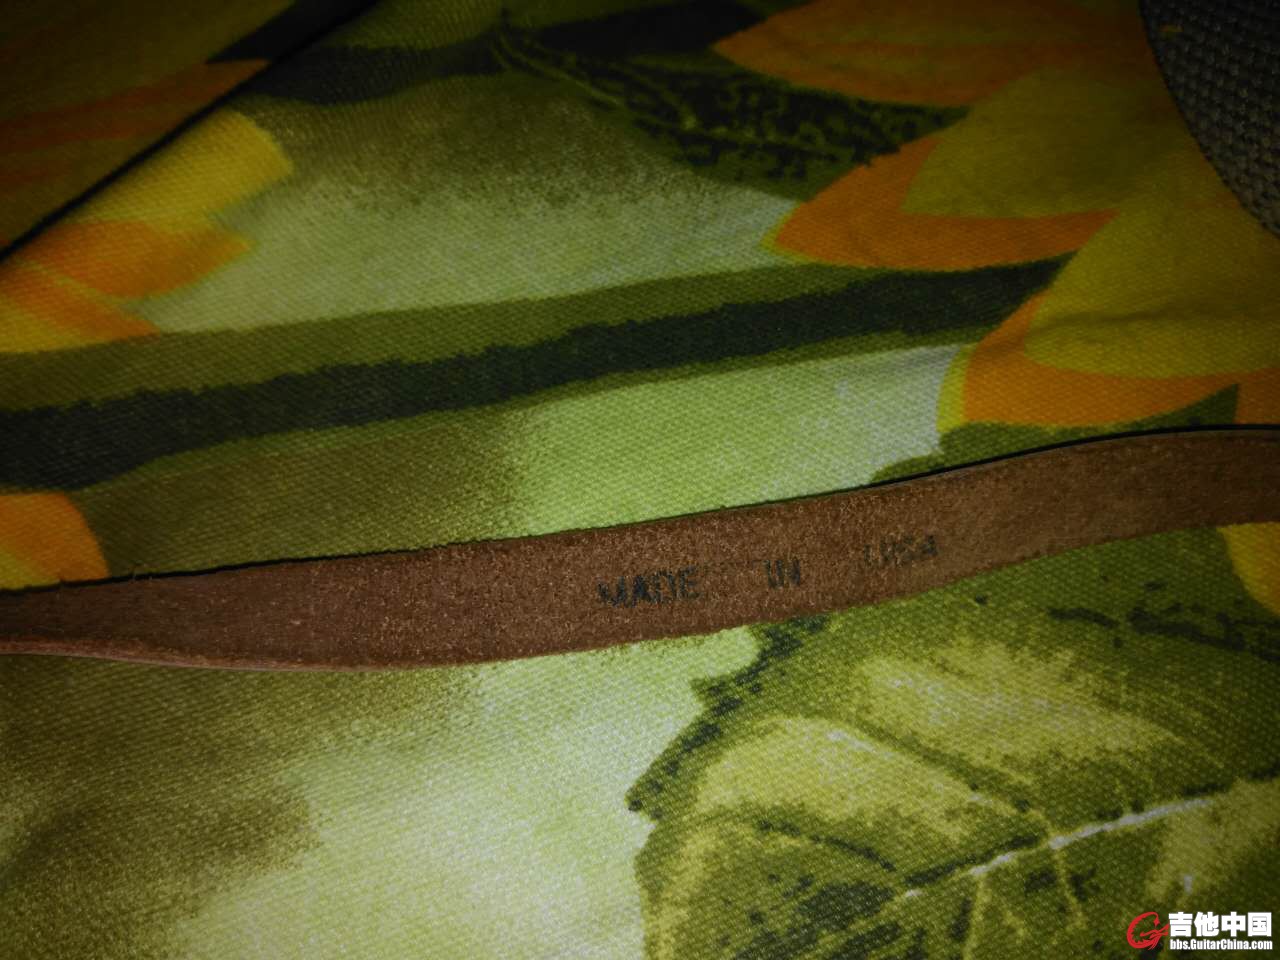 MADE IN USA
吉他中国
bbs.GuitarChina.com